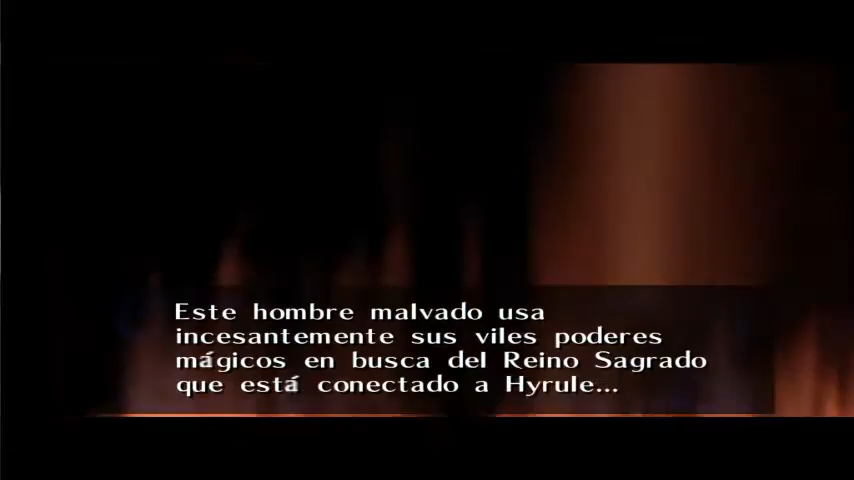 Este hombre malvado usa
incesantemente sus viles poderes
mágicos en busca del Reino Sagrado
que está conectado a Hyrule...